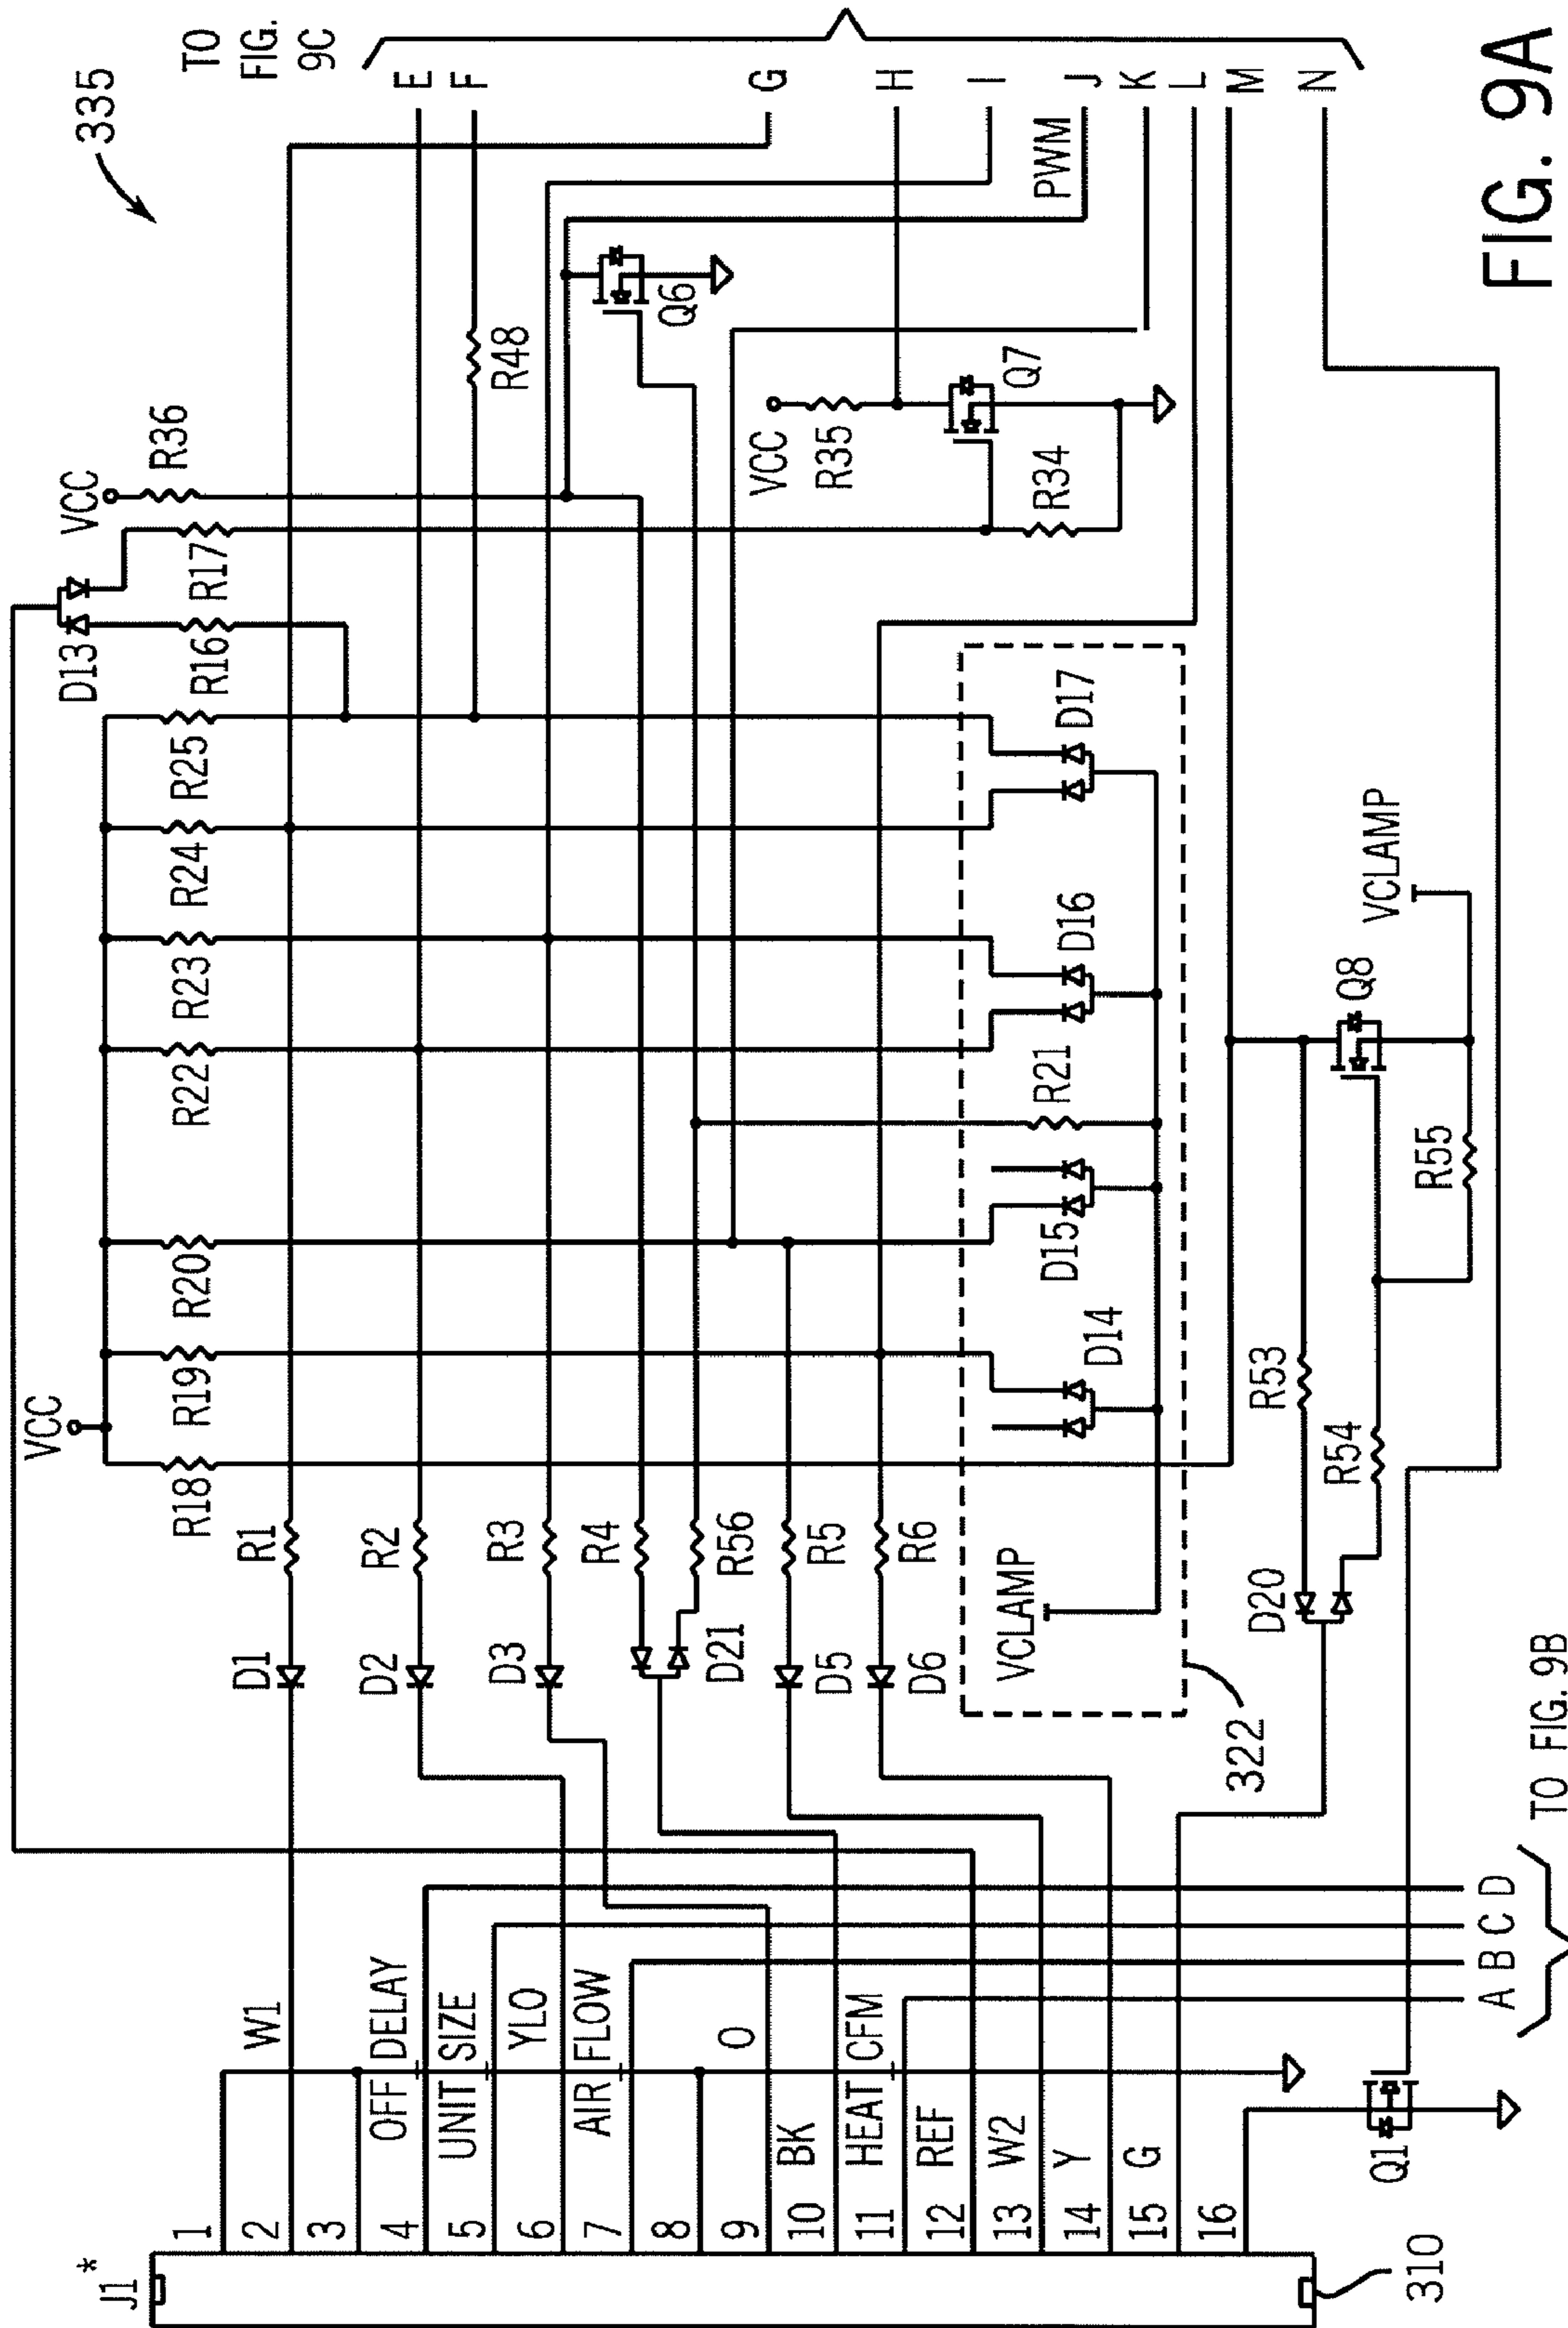 335
TO
FIG.
9C
VCC
R36
D13
R17
R16
VCC
R18
R19
R20
R22
R23
R24
R25
E
F
G
H
I
J
K
L
M
N
R48
Q6
PWM
VCC
R35
Q7
R34
J1*
1
2
3
4
5
6
7
8
9
10
11
12
13
14
15
16
W1
OFF DELAY
UNIT SIZE
YLO
AIR FLOW
O
BK
HEAT CFM
REF
W2
Y
G
D1
R1
D2
R2
D3
R3
R4
D21
R56
D5
R5
D6
R6
VCLAMP
D14
D15
R21
D16
D17
322
D20
R53
R54
R55
Q8
VCLAMP
Q1
310
A B C D
TO FIG. 9B
FIG. 9A